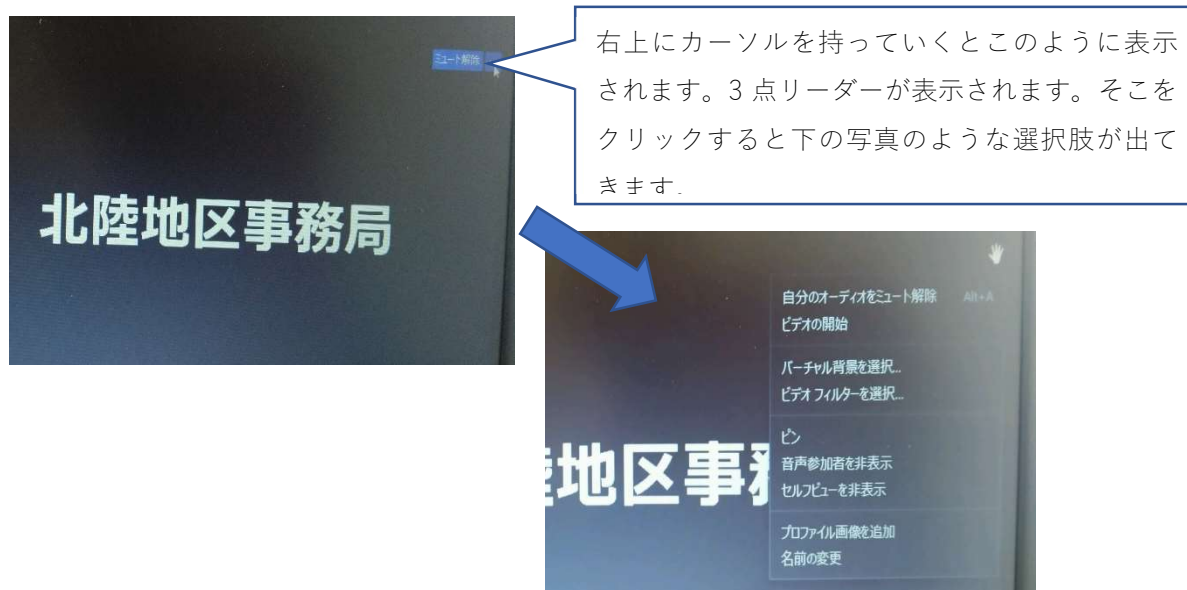 ミュート解除
右上にカーソルを持っていくとこのように表示
されます。3 点リーダーが表示されます。そこを
クリックすると下の写真のような選択肢が出て
きます.
北陸地区事務局
自分のオーディオをミュート解除 Alt+A
ビデオの開始
バーチャル背景を選択...
ビデオ フィルターを選択...
陸地区事務
ピン
音声参加者を非表示
セルフビューを非表示
プロファイル画像を追加
名前の変更